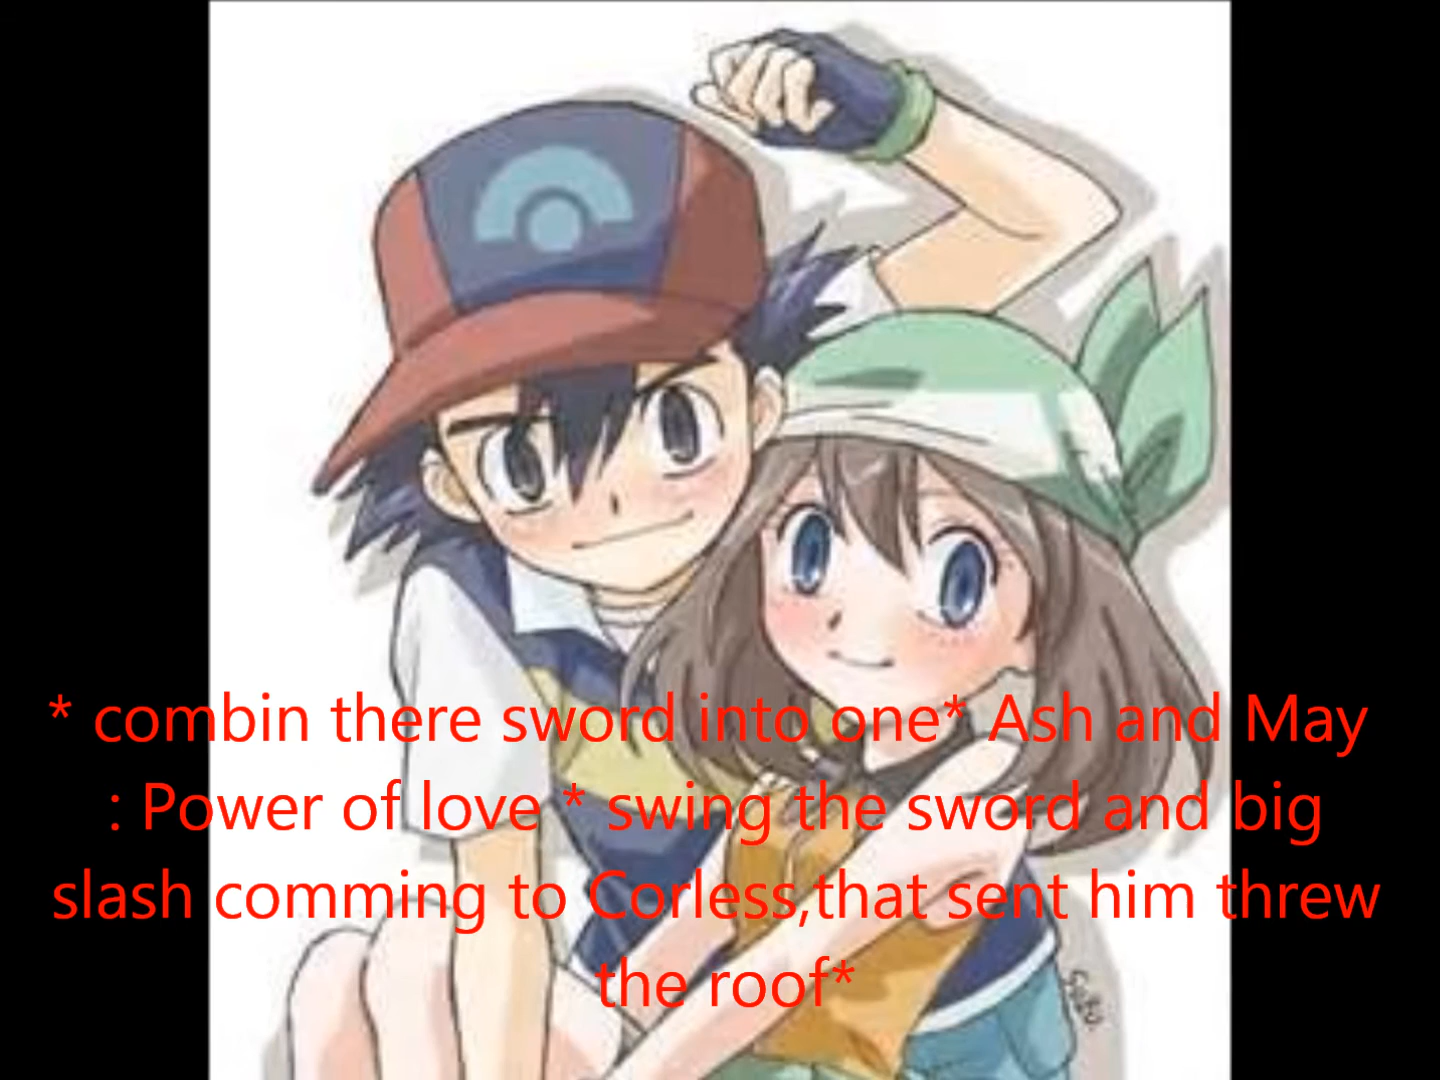 * combin there sword into one* Ash and May
: Power of love * swing the sword and big
slash comming to Corless,that sent him threw
the roof*